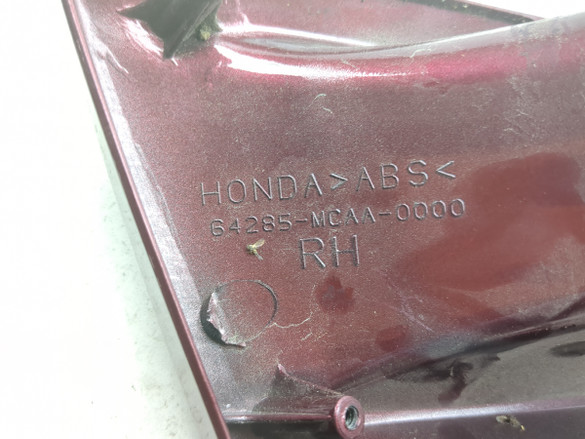 HONDA >ABS<
64285-MCAA-0000
RH